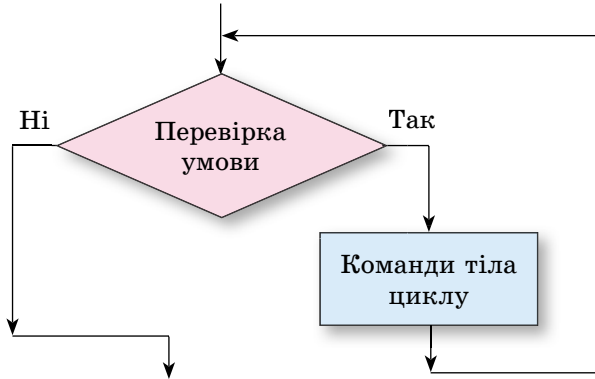 Ні
Так
Перевірка
умови
Команди тіла
циклу